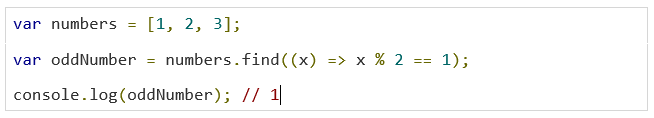 var numbers = [1, 2, 3];
var oddNumber = numbers.find((x) => x % 2 == 1);
console.log(oddNumber); // 1